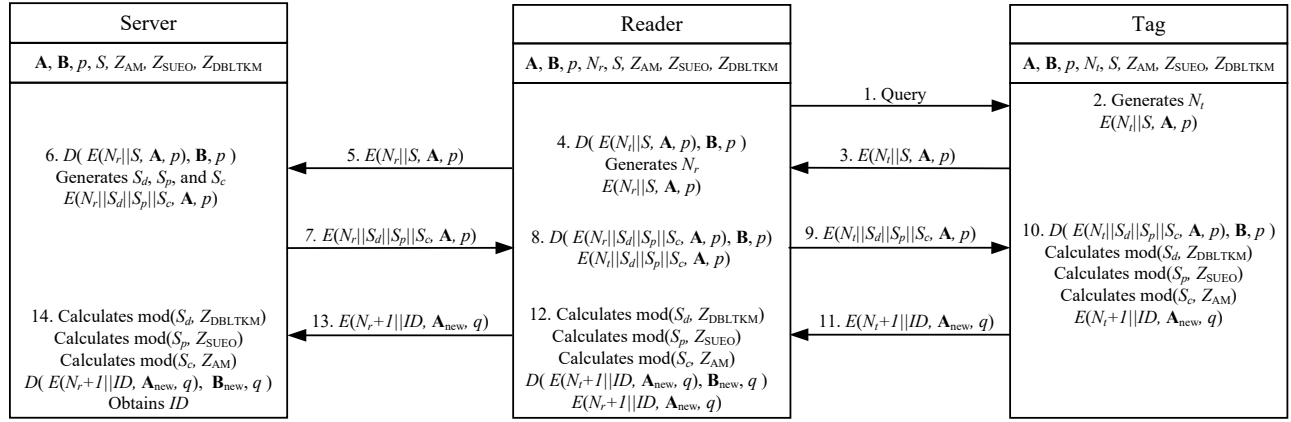 Server
A, B, p, S, Z_AM, Z_SUEO, Z_DBLTKM
6. D( E(N_r||S, A, p), B, p )
Generates S_d, S_p, and S_c
E(N_r||S_d||S_p||S_c, A, p)
14. Calculates mod(S_d, Z_DBLTKM)
Calculates mod(S_p, Z_SUEO)
Calculates mod(S_c, Z_AM)
D( E(N_r+1||ID, A_new, q), B_new, q )
Obtains ID
5. E(N_r||S, A, p)
7. E(N_r||S_d||S_p||S_c, A, p)
13. E(N_r+1||ID, A_new, q)
Reader
A, B, p, N_r, S, Z_AM, Z_SUEO, Z_DBLTKM
4. D( E(N_t||S, A, p), B, p )
Generates N_r
E(N_r||S, A, p)
8. D( E(N_r||S_d||S_p||S_c, A, p), B, p)
E(N_t||S_d||S_p||S_c, A, p)
12. Calculates mod(S_d, Z_DBLTKM)
Calculates mod(S_p, Z_SUEO)
Calculates mod(S_c, Z_AM)
D( E(N_t+1||ID, A_new, q), B_new, q )
E(N_r+1||ID, A_new, q)
1. Query
3. E(N_t||S, A, p)
9. E(N_t||S_d||S_p||S_c, A, p)
11. E(N_t+1||ID, A_new, q)
Tag
A, B, p, N_t, S, Z_AM, Z_SUEO, Z_DBLTKM
2. Generates N_t
E(N_t||S, A, p)
10. D( E(N_t||S_d||S_p||S_c, A, p), B, p )
Calculates mod(S_d, Z_DBLTKM)
Calculates mod(S_p, Z_SUEO)
Calculates mod(S_c, Z_AM)
E(N_t+1||ID, A_new, q)